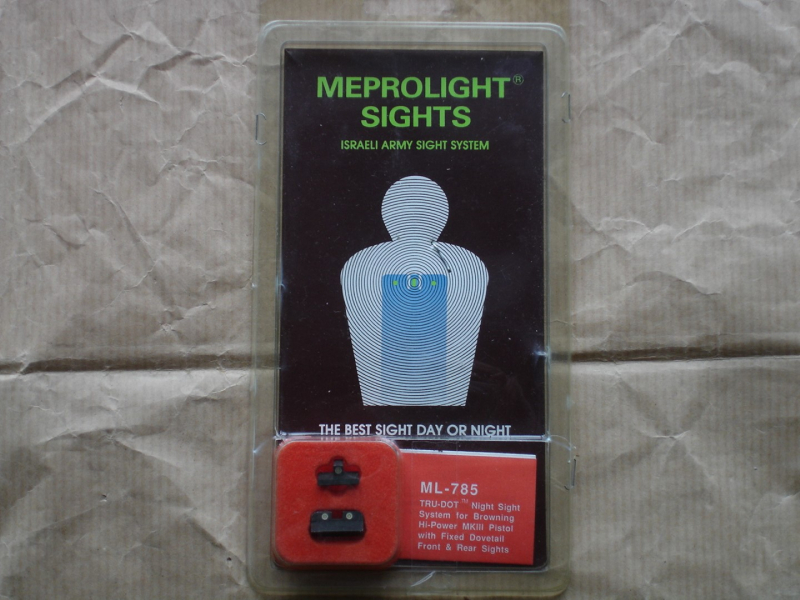 MEPROLIGHT®
SIGHTS
ISRAELI ARMY SIGHT SYSTEM
THE BEST SIGHT DAY OR NIGHT
ML-785
TRU-DOT™ Night Sight
System for Browning
Hi-Power MKIII Pistol
with Fixed Dovetail
Front & Rear Sights